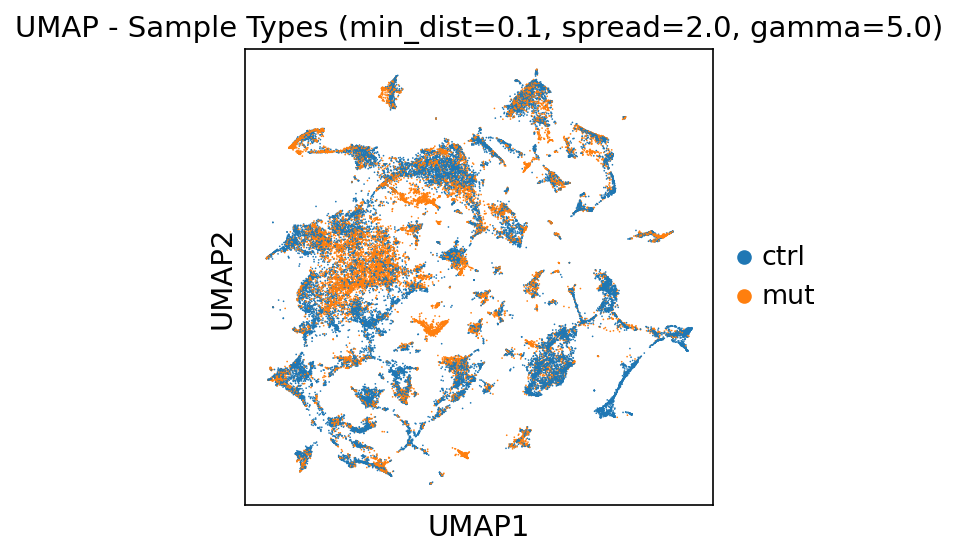 UMAP - Sample Types (min_dist=0.1, spread=2.0, gamma=5.0)
UMAP2
ctrl
mut
UMAP1